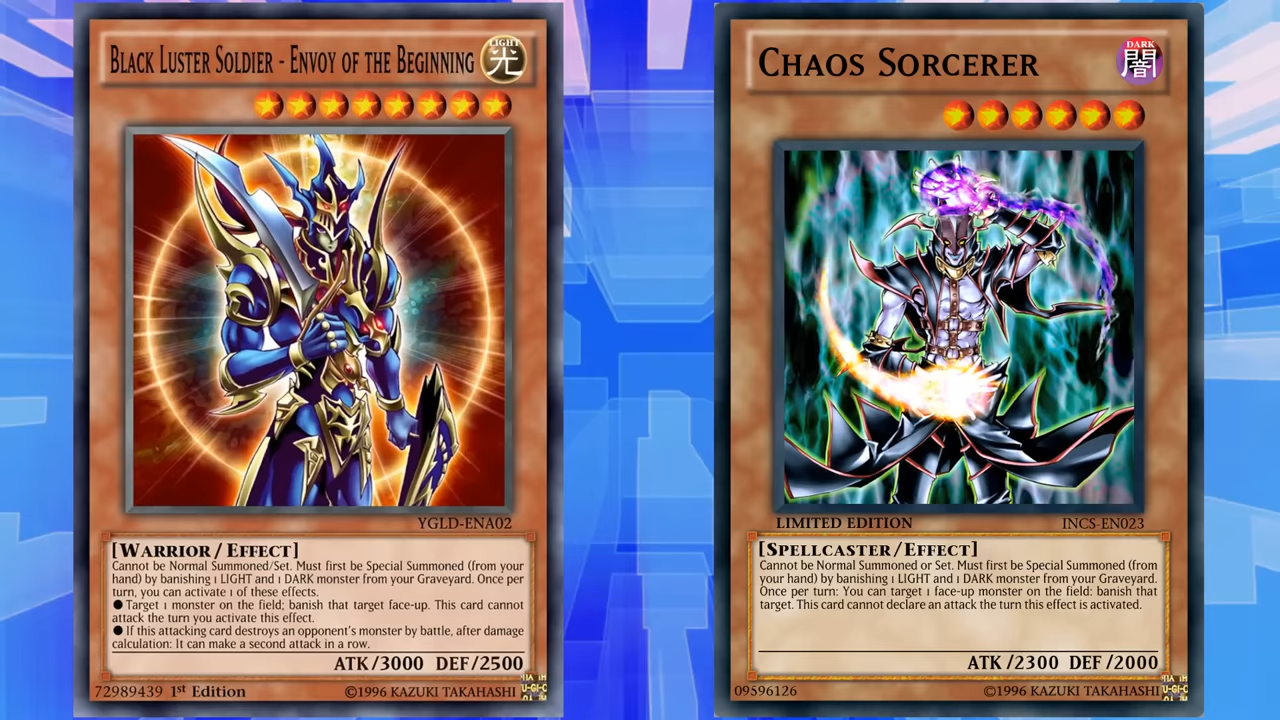 BLACK LUSTER SOLDIER - ENVOY OF THE BEGINNING
LIGHT
光
YGLD-ENA02
[WARRIOR/EFFECT]
Cannot be Normal Summoned/Set. Must first be Special Summoned (from your
hand) by banishing 1 LIGHT and 1 DARK monster from your Graveyard. Once per
turn, you can activate 1 of these effects.
●Target 1 monster on the field; banish that target face-up. This card cannot
attack the turn you activate this effect.
●If this attacking card destroys an opponent's monster by battle, after damage
calculation: It can make a second attack in a row.
ATK/3000 DEF/2500
72989439 1st Edition ©1996 KAZUKI TAKAHASHI
CHAOS SORCERER
DARK
闇
LIMITED EDITION INCS-EN023
[SPELLCASTER/EFFECT]
Cannot be Normal Summoned or Set. Must first be Special Summoned (from
your hand) by banishing 1 LIGHT and 1 DARK monster from your Graveyard.
Once per turn: You can target 1 face-up monster on the field: banish that
target. This card cannot declare an attack the turn this effect is activated.
ATK/2300 DEF/2000
09596126 ©1996 KAZUKI TAKAHASHI